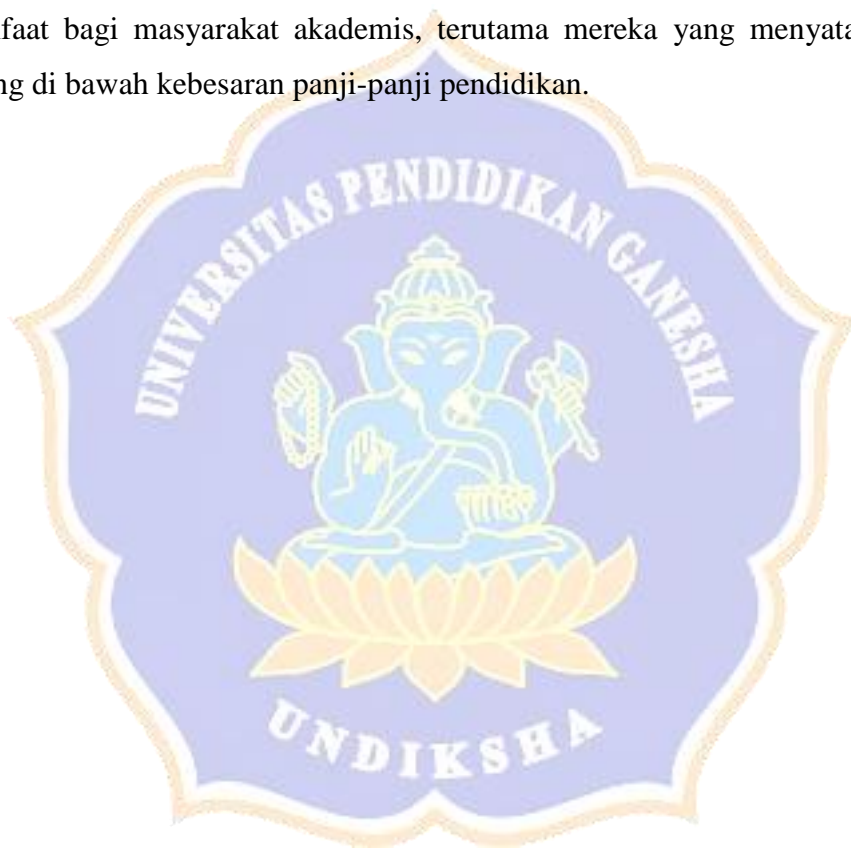 faat bagi masyarakat akademis, terutama mereka yang menyata
ng di bawah kebesaran panji-panji pendidikan.
UNIVERSITAS PENDIDIKAN GANESHA
UNDIKSHA